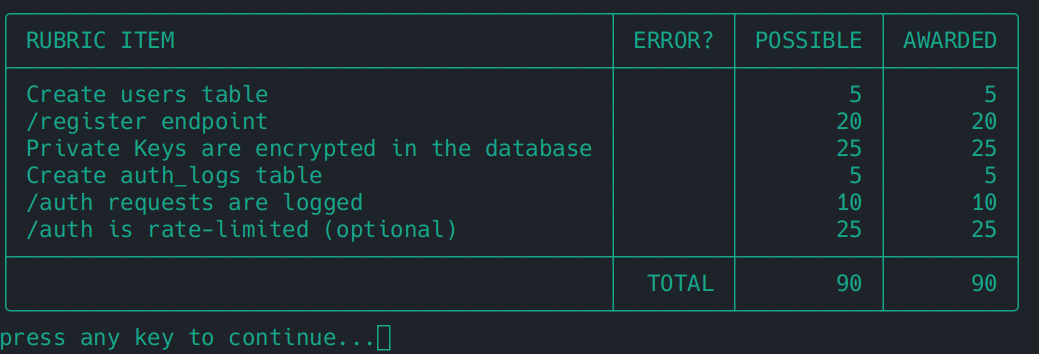 RUBRIC ITEM ERROR? POSSIBLE AWARDED
Create users table 5 5
/register endpoint 20 20
Private Keys are encrypted in the database 25 25
Create auth_logs table 5 5
/auth requests are logged 10 10
/auth is rate-limited (optional) 25 25
TOTAL 90 90
press any key to continue...